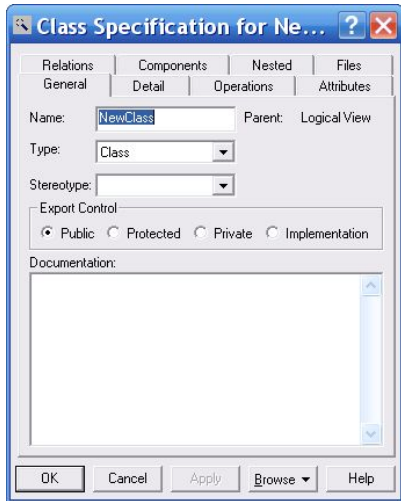 Class Specification for Ne...
Relations Components Nested Files
General Detail Operations Attributes
Name: NewClass Parent: Logical View
Type: Class
Stereotype:
Export Control
Public Protected Private Implementation
Documentation:
OK Cancel Apply Browse Help